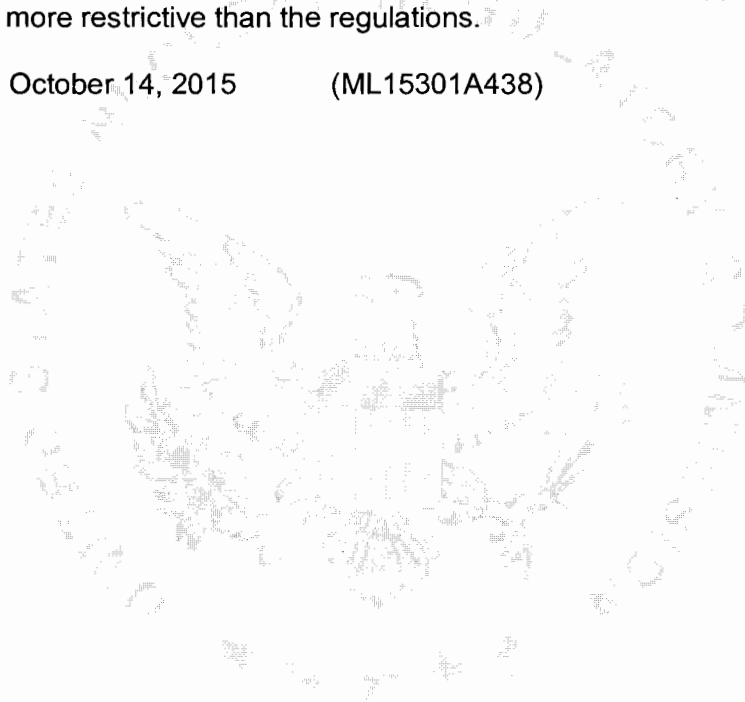 more restrictive than the regulations.
October 14, 2015 (ML15301A438)